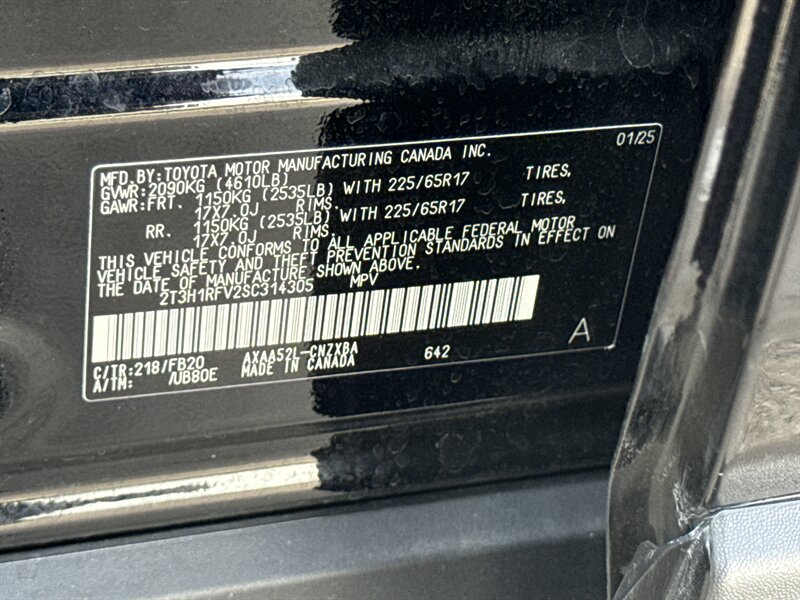 01/25
MFD.BY:TOYOTA MOTOR MANUFACTURING CANADA INC.
GVWR:2090KG (4610LB)
GAWR:FRT. 1150KG (2535LB) WITH 225/65R17 TIRES,
17X7.0J RIMS.
RR. 1150KG (2535LB) WITH 225/65R17 TIRES,
17X7.0J RIMS.
THIS VEHICLE CONFORMS TO ALL APPLICABLE FEDERAL MOTOR
VEHICLE SAFETY AND THEFT PREVENTION STANDARDS IN EFFECT ON
THE DATE OF MANUFACTURE SHOWN ABOVE.
2T3H1RFV2SC314305 MPV
C/TR:218/FB20 AXAA52L-CNZXBA 642 A
A/TM: /UB80E MADE IN CANADA